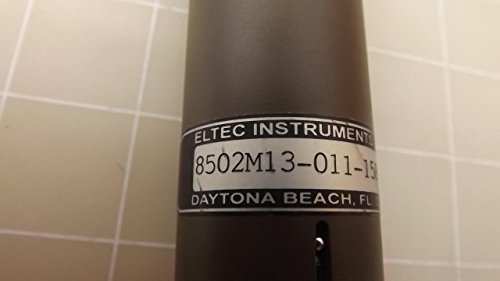 ELTEC INSTRUMENTS
8502M13-011-15
DAYTONA BEACH, FL